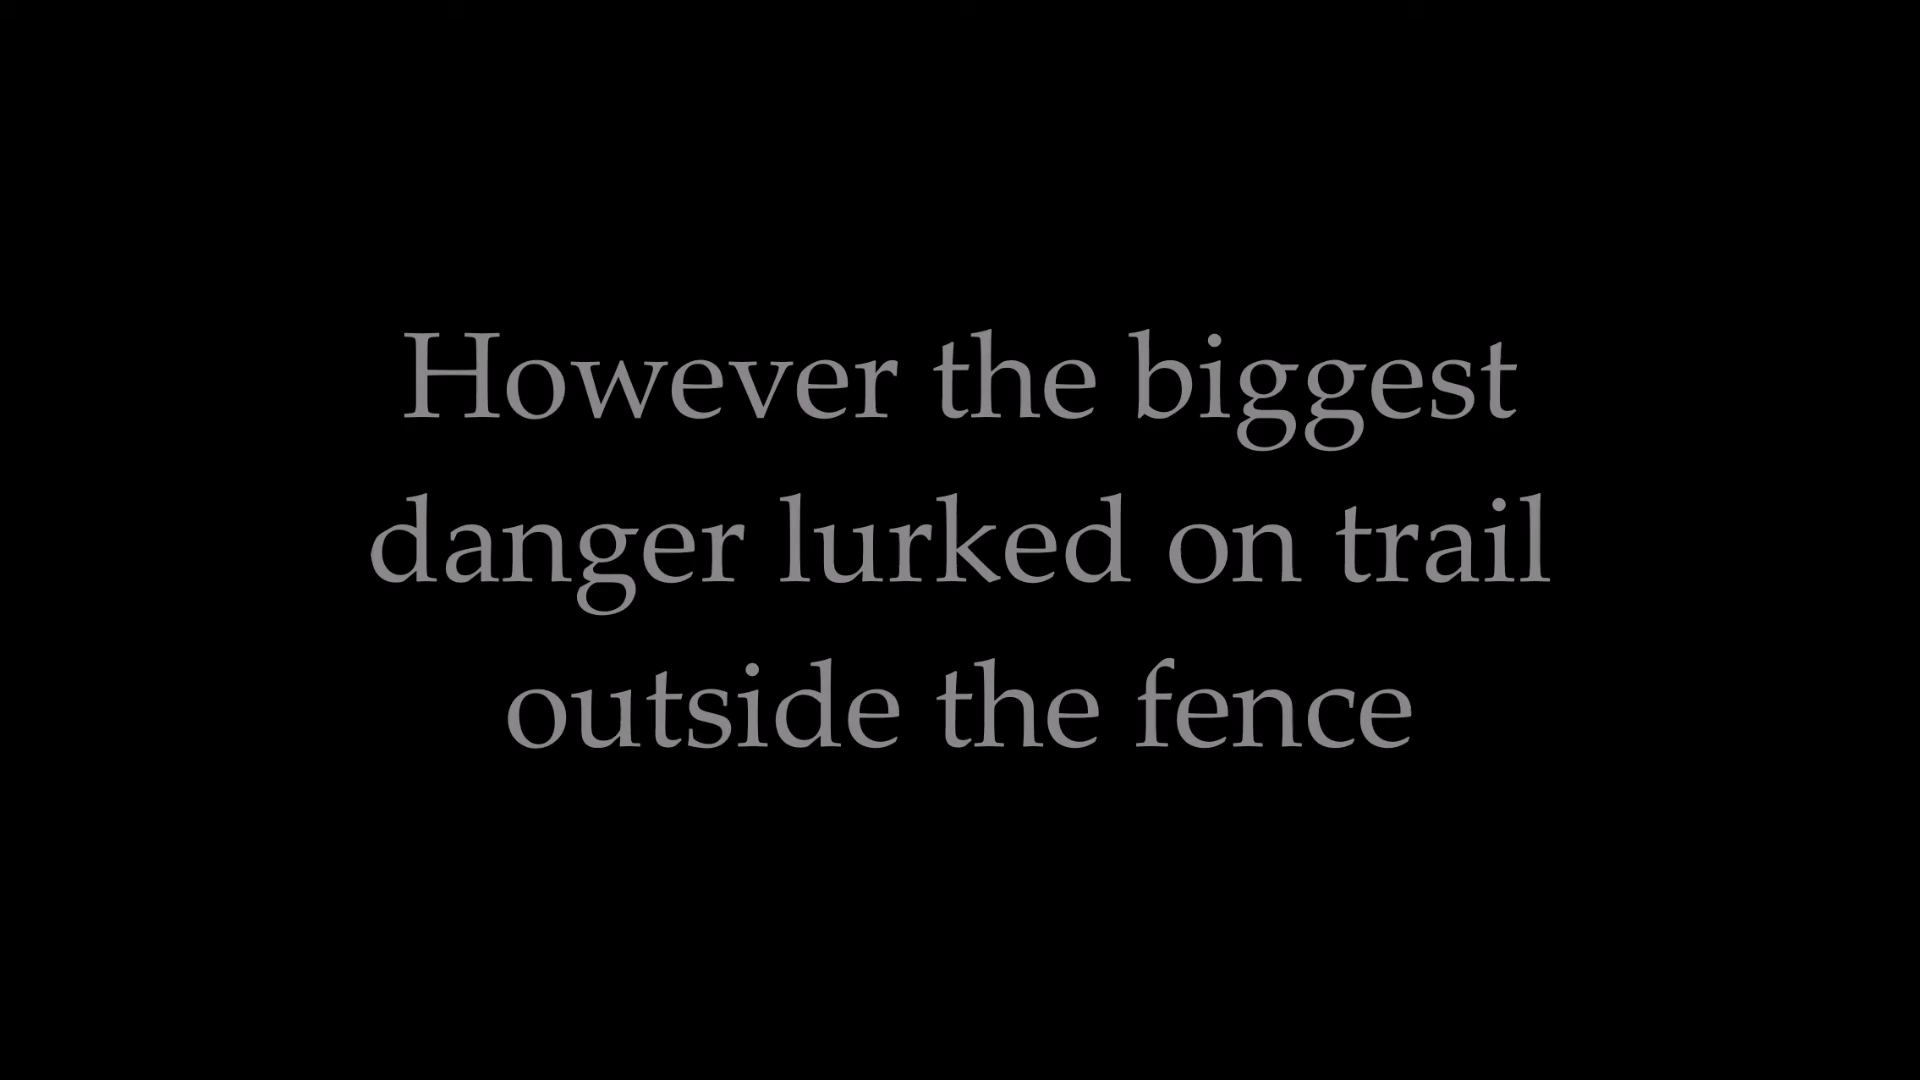 However the biggest
danger lurked on trail
outside the fence